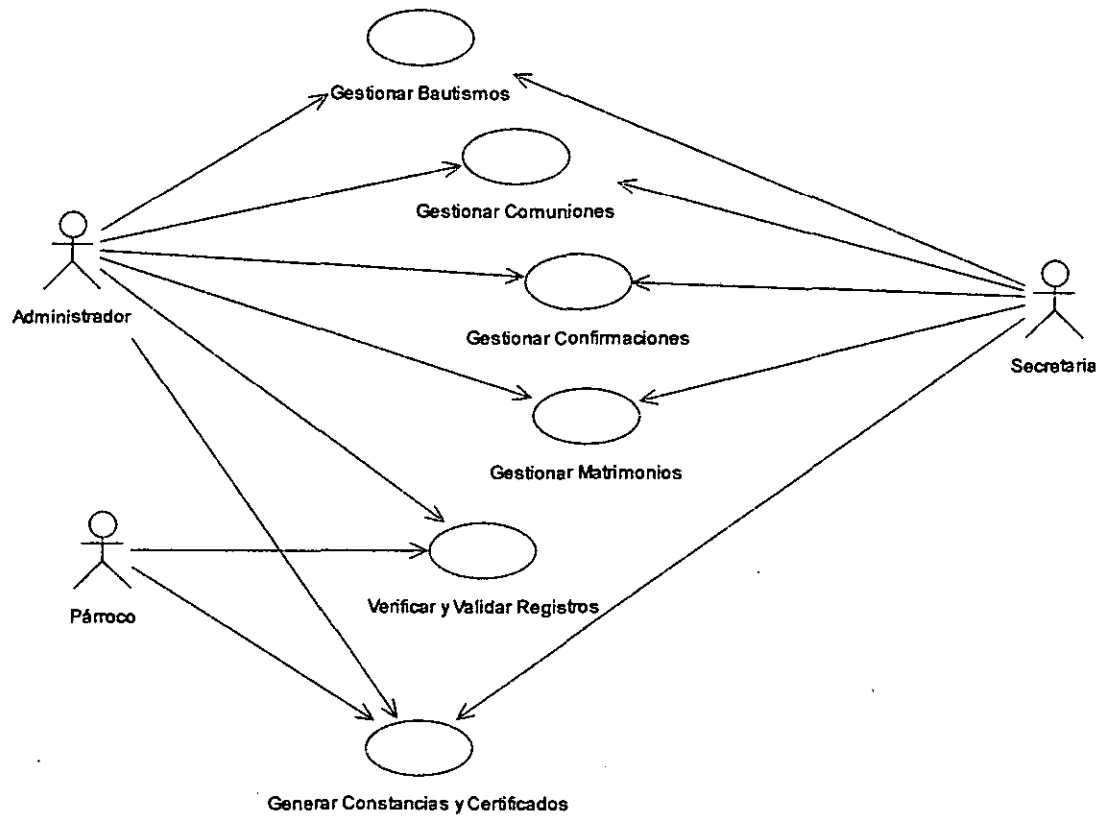 Gestionar Bautismos
Gestionar Comuniones
Administrador
Gestionar Confirmaciones
Secretaria
Gestionar Matrimonios
Párroco
Verificar y Validar Registros
Generar Constancias y Certificados